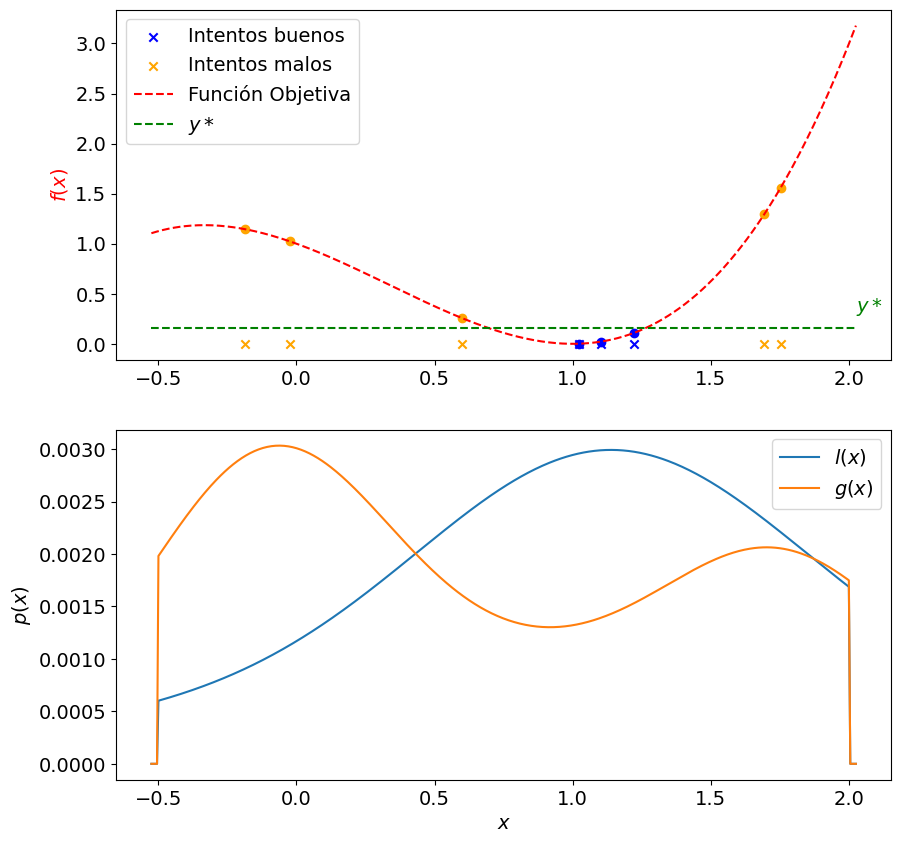 Intentos buenos
Intentos malos
Función Objetiva
y*
f(x)
3.0
2.5
2.0
1.5
1.0
0.5
0.0
y*
−0.5 0.0 0.5 1.0 1.5 2.0
l(x)
g(x)
p(x)
0.0030
0.0025
0.0020
0.0015
0.0010
0.0005
0.0000
−0.5 0.0 0.5 1.0 1.5 2.0
x